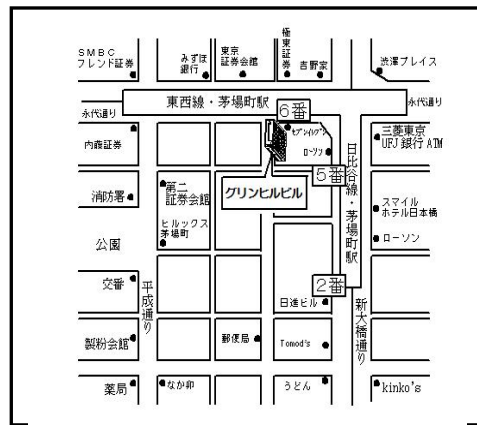 SMBC
フレンド証券
みずほ
銀行
東京
証券会館
極東証券
吉野家
渋澤プレイス
永代通り
東西線・茅場町駅
6番
永代通り
内藤証券
セブンイレブン
ローソン
三菱東京
UFJ銀行ATM
5番
日比谷線・茅場町駅
消防署
第二
証券会館
グリンヒルビル
スマイル
ホテル日本橋
ヒルックス
茅場町
ローソン
公園
交番
平成通り
2番
日進ビル
新大橋通り
製粉会館
郵便局
Tomod's
薬局
なか卯
うどん
kinko's